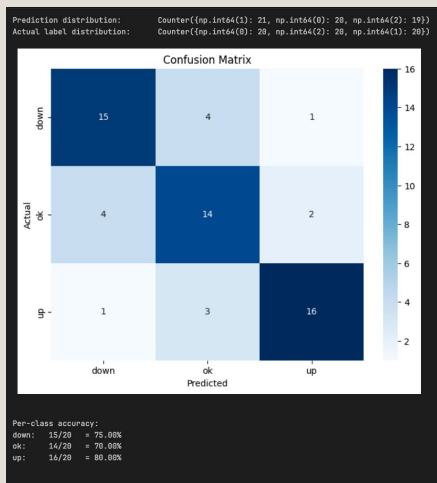 Prediction distribution: Counter({np.int64(1): 21, np.int64(0): 20, np.int64(2): 19})
Actual label distribution: Counter({np.int64(0): 20, np.int64(2): 20, np.int64(1): 20})
Confusion Matrix
16
down 15 4 1
14
12
10
Actual
ok 4 14 2
8
6
4
up 1 3 16
2
down ok up
Predicted
Per-class accuracy:
down: 15/20 = 75.00%
ok: 14/20 = 70.00%
up: 16/20 = 80.00%